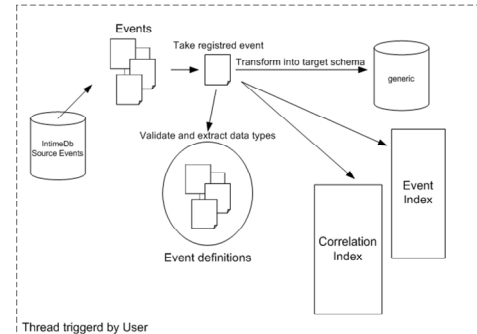 Events
Take registred event
Transform into target schema
generic
IntimeDb
Source Events
Validate and extract data types
Event definitions
Event
Index
Correlation
Index
Thread triggerd by User